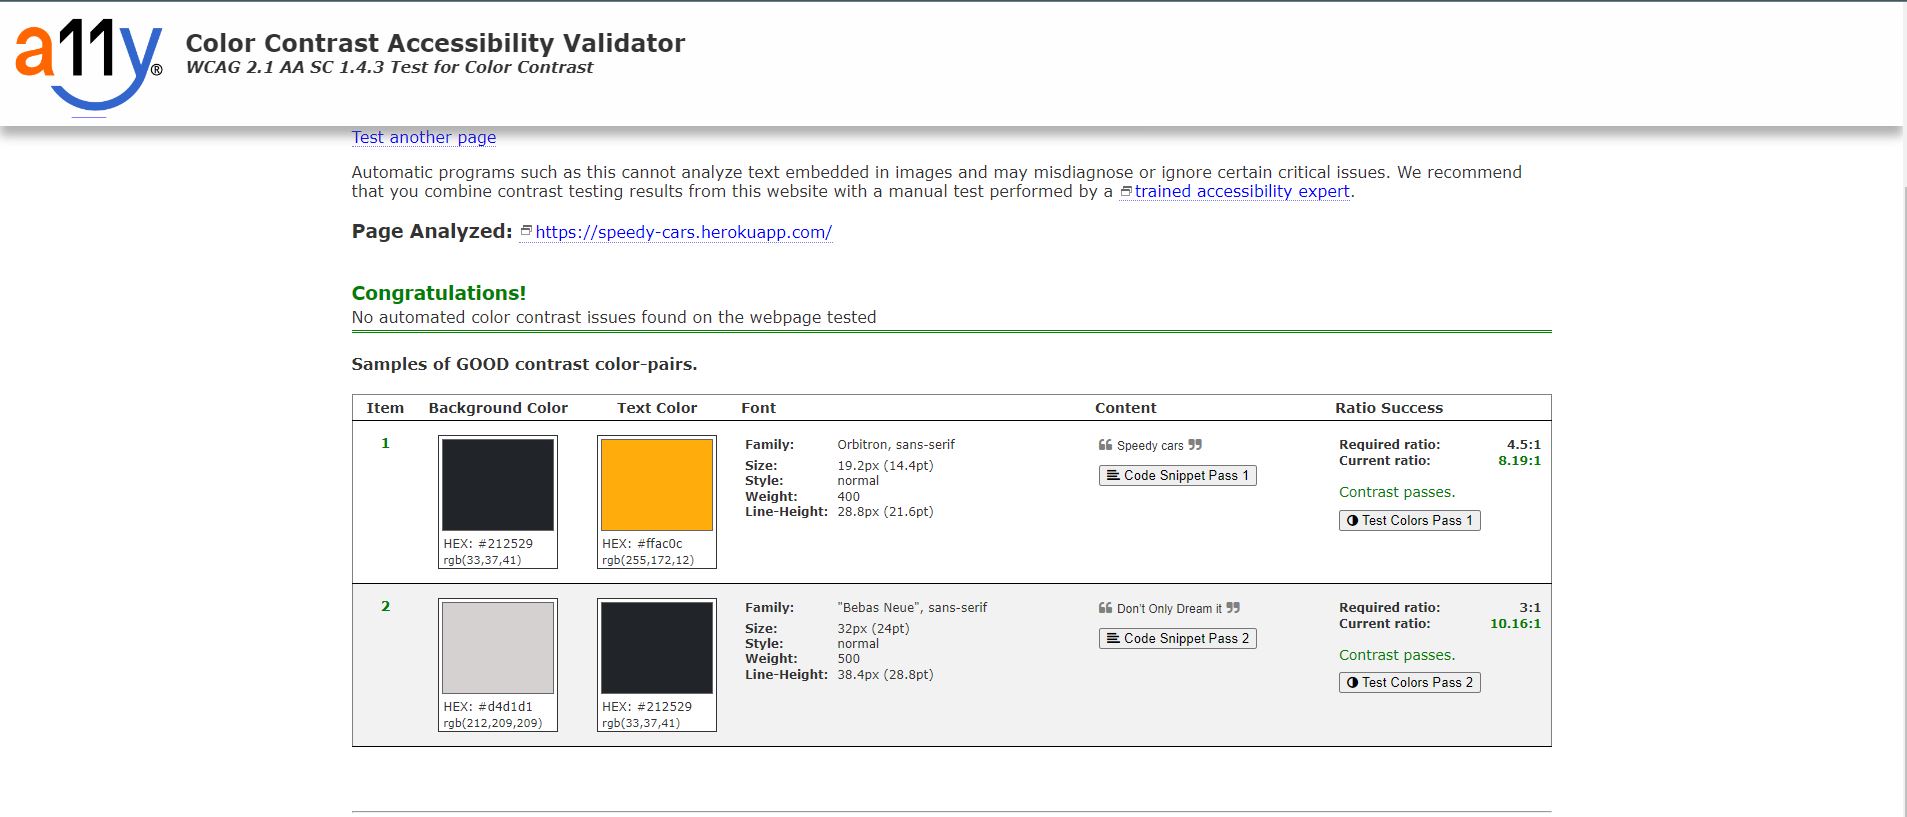 a11y®
Color Contrast Accessibility Validator
WCAG 2.1 AA SC 1.4.3 Test for Color Contrast
Test another page
Automatic programs such as this cannot analyze text embedded in images and may misdiagnose or ignore certain critical issues. We recommend
that you combine contrast testing results from this website with a manual test performed by a trained accessibility expert.
Page Analyzed: https://speedy-cars.herokuapp.com/
Congratulations!
No automated color contrast issues found on the webpage tested
Samples of GOOD contrast color-pairs.
Item Background Color Text Color Font Content Ratio Success
1
HEX: #212529
rgb(33,37,41)
HEX: #ffac0c
rgb(255,172,12)
Family: Orbitron, sans-serif
Size: 19.2px (14.4pt)
Style: normal
Weight: 400
Line-Height: 28.8px (21.6pt)
❝ Speedy cars ❞
Code Snippet Pass 1
Required ratio: 4.5:1
Current ratio: 8.19:1
Contrast passes.
Test Colors Pass 1
2
HEX: #d4d1d1
rgb(212,209,209)
HEX: #212529
rgb(33,37,41)
Family: "Bebas Neue", sans-serif
Size: 32px (24pt)
Style: normal
Weight: 500
Line-Height: 38.4px (28.8pt)
❝ Don't Only Dream it ❞
Code Snippet Pass 2
Required ratio: 3:1
Current ratio: 10.16:1
Contrast passes.
Test Colors Pass 2